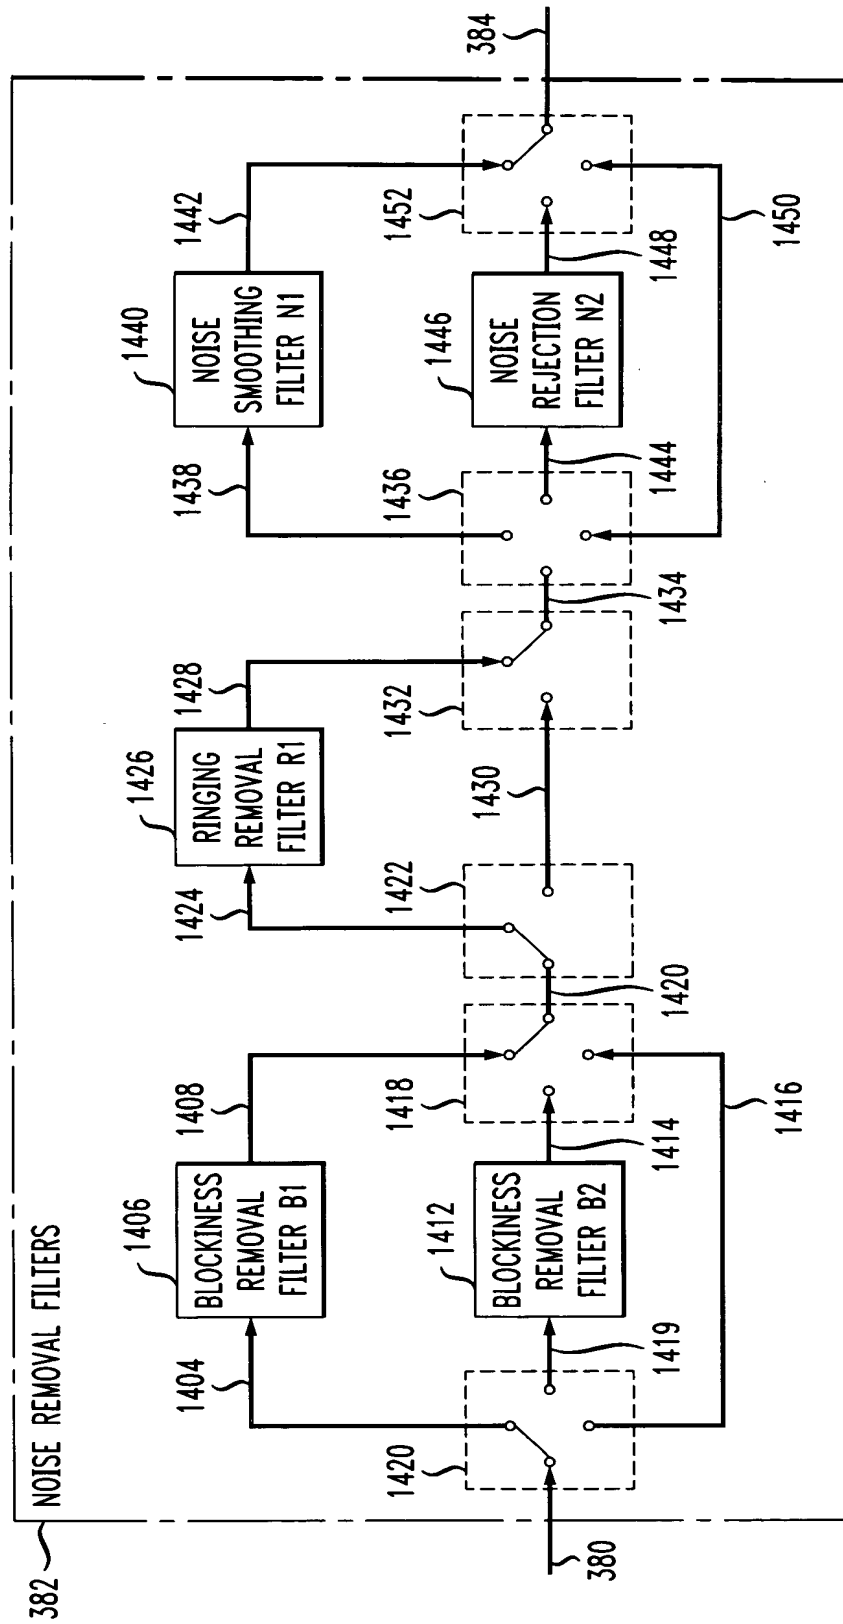 382
NOISE REMOVAL FILTERS
380
1420
1404
1419
1406
BLOCKINESS
REMOVAL
FILTER B1
1412
BLOCKINESS
REMOVAL
FILTER B2
1408
1414
1416
1418
1420
1422
1424
1426
RINGING
REMOVAL
FILTER R1
1430
1428
1432
1434
1436
1438
1444
1440
NOISE
SMOOTHING
FILTER N1
1446
NOISE
REJECTION
FILTER N2
1442
1448
1450
1452
384